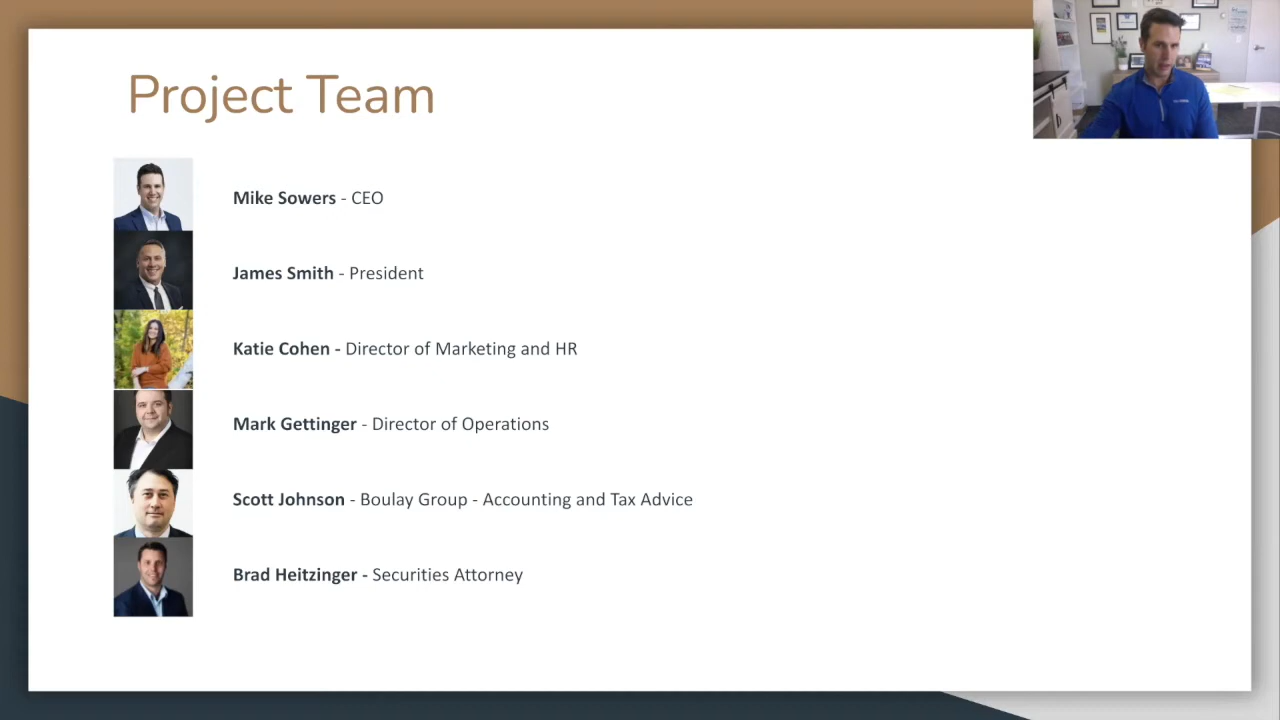 Project Team
Mike Sowers - CEO
James Smith - President
Katie Cohen - Director of Marketing and HR
Mark Gettinger - Director of Operations
Scott Johnson - Boulay Group - Accounting and Tax Advice
Brad Heitzinger - Securities Attorney